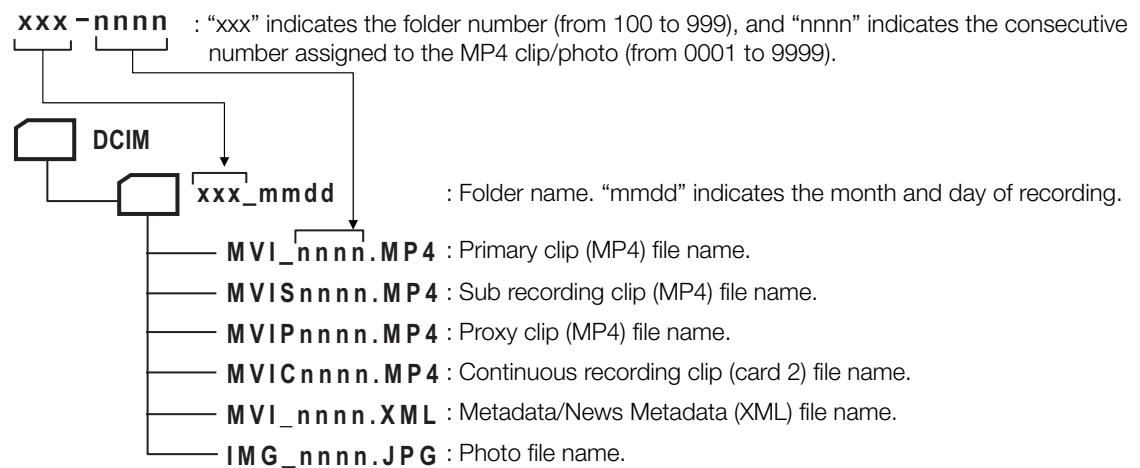 xxx-nnnn : “xxx” indicates the folder number (from 100 to 999), and “nnnn” indicates the consecutive
number assigned to the MP4 clip/photo (from 0001 to 9999).
DCIM
xxx_mmdd : Folder name. “mmdd” indicates the month and day of recording.
MVI_nnnn.MP4 : Primary clip (MP4) file name.
MVISnnnn.MP4 : Sub recording clip (MP4) file name.
MVIPnnnn.MP4 : Proxy clip (MP4) file name.
MVICnnnn.MP4 : Continuous recording clip (card 2) file name.
MVI_nnnn.XML : Metadata/News Metadata (XML) file name.
IMG_nnnn.JPG : Photo file name.